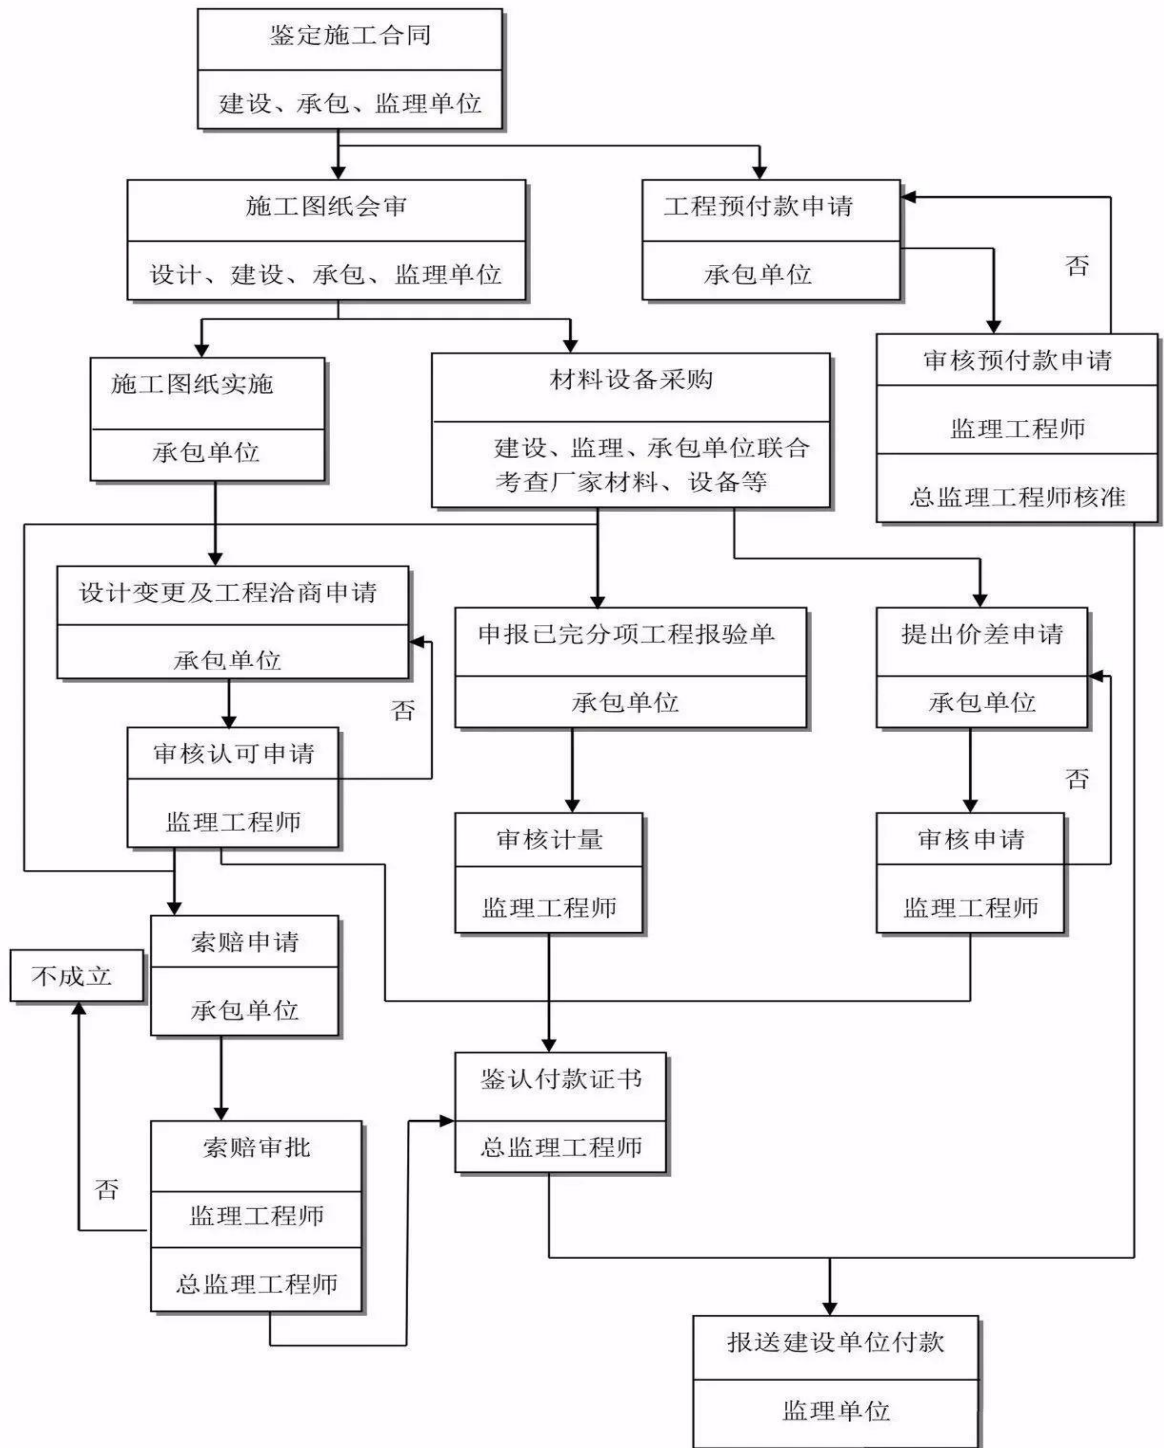 鉴定施工合同
建设、承包、监理单位
施工图纸会审
设计、建设、承包、监理单位
工程预付款申请
承包单位
否
审核预付款申请
监理工程师
总监理工程师核准
施工图纸实施
承包单位
材料设备采购
建设、监理、承包单位联合
考查厂家材料、设备等
设计变更及工程洽商申请
承包单位
否
申报已完分项工程报验单
承包单位
提出价差申请
承包单位
否
审核认可申请
监理工程师
审核计量
监理工程师
审核申请
监理工程师
索赔申请
承包单位
不成立
否
鉴认付款证书
总监理工程师
索赔审批
监理工程师
总监理工程师
报送建设单位付款
监理单位